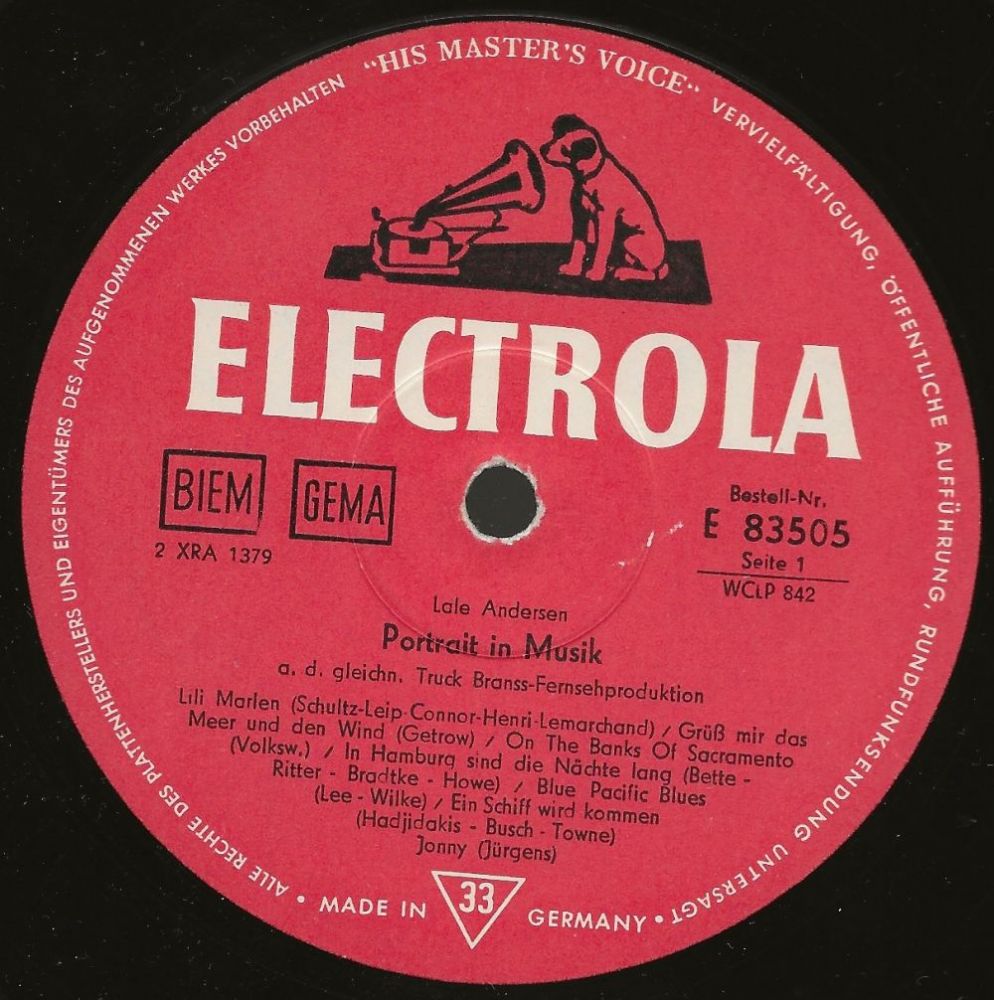 "HIS MASTER'S VOICE"
VERVIELFÄLTIGUNG, ÖFFENTLICHE AUFFÜHRUNG, RUNDFUNKSENDUNG UNTERSAGT •
ALLE RECHTE DES PLATTENHERSTELLERS UND EIGENTÜMERS DES AUFGENOMMENEN WERKES VORBEHALTEN
ELECTROLA
BIEM
GEMA
2 XRA 1379
Bestell-Nr.
E 83505
Seite 1
WCLP 842
Lale Andersen
Portrait in Musik
a. d. gleichn. Truck Branss-Fernsehproduktion
Lili Marlen (Schultz-Leip-Connor-Henri-Lemarchand) / Grüß mir das
Meer und den Wind (Getrow) / On The Banks Of Sacramento
(Volksw.) / In Hamburg sind die Nächte lang (Bette -
Ritter - Bradtke - Howe) / Blue Pacific Blues
(Lee - Wilke) / Ein Schiff wird kommen
(Hadjidakis - Busch - Towne)
Jonny (Jürgens)
• MADE IN 33 GERMANY •